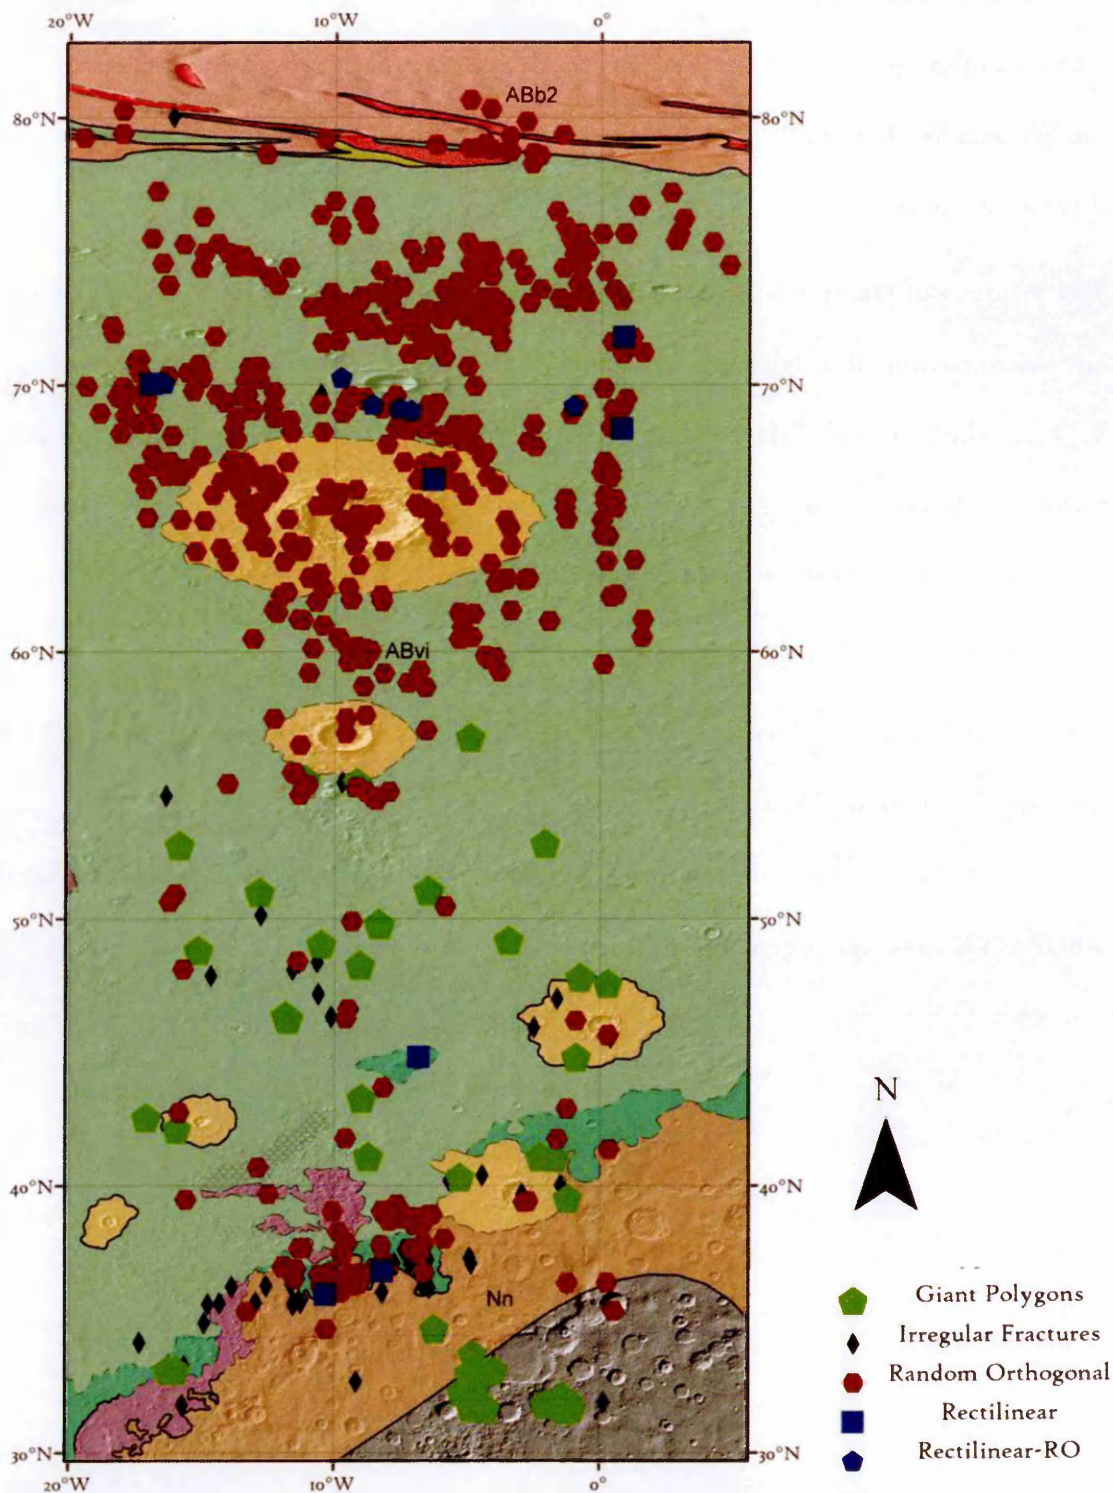 20°W 10°W 0°
ABb2
80°N 80°N
70°N 70°N
60°N ABvi 60°N
50°N 50°N
N
40°N 40°N
Giant Polygons
Nn
Irregular Fractures
Random Orthogonal
Rectilinear
30°N 30°N
Rectilinear-RO
20°W 10°W 0°